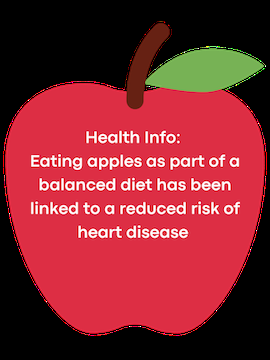 Health Info:
Eating apples as part of a
balanced diet has been
linked to a reduced risk of
heart disease